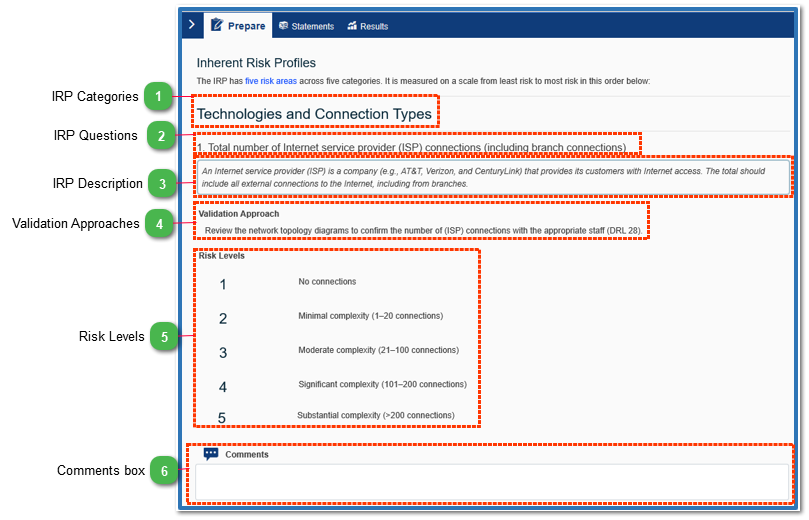 Prepare Statements Results
Inherent Risk Profiles
The IRP has five risk areas across five categories. It is measured on a scale from least risk to most risk in this order below:
IRP Categories 1
Technologies and Connection Types
IRP Questions 2
1. Total number of Internet service provider (ISP) connections (including branch connections)
IRP Description 3
An Internet service provider (ISP) is a company (e.g., AT&T, Verizon, and CenturyLink) that provides its customers with Internet access. The total should
include all external connections to the Internet, including from branches.
Validation Approaches 4
Validation Approach
Review the network topology diagrams to confirm the number of (ISP) connections with the appropriate staff (DRL 28).
Risk Levels 5
Risk Levels
1 No connections
2 Minimal complexity (1–20 connections)
3 Moderate complexity (21–100 connections)
4 Significant complexity (101–200 connections)
5 Substantial complexity (>200 connections)
Comments box 6
Comments